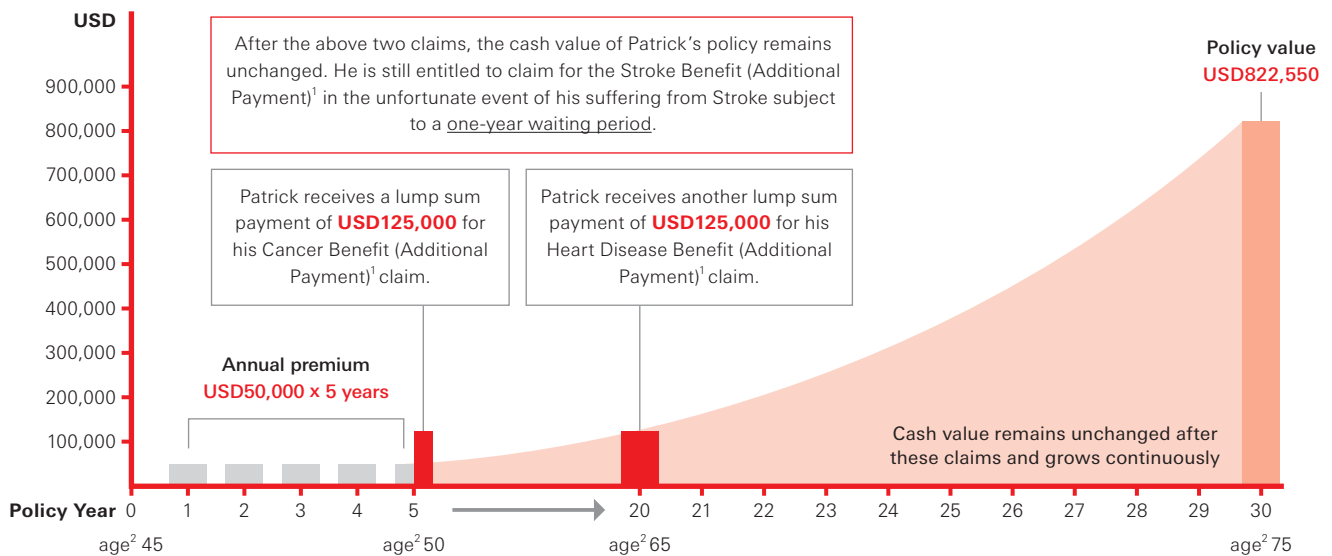 USD
After the above two claims, the cash value of Patrick's policy remains
unchanged. He is still entitled to claim for the Stroke Benefit (Additional
Payment)¹ in the unfortunate event of his suffering from Stroke subject
to a one-year waiting period.
Policy value
USD822,550
900,000
800,000
700,000
600,000
500,000
400,000
300,000
200,000
100,000
Patrick receives a lump sum
payment of USD125,000 for
his Cancer Benefit (Additional
Payment)¹ claim.
Patrick receives another lump sum
payment of USD125,000 for his
Heart Disease Benefit (Additional
Payment)¹ claim.
Annual premium
USD50,000 x 5 years
Cash value remains unchanged after
these claims and grows continuously
Policy Year 0 1 2 3 4 5 20 21 22 23 24 25 26 27 28 29 30
age² 45 age² 50 age² 65 age² 75